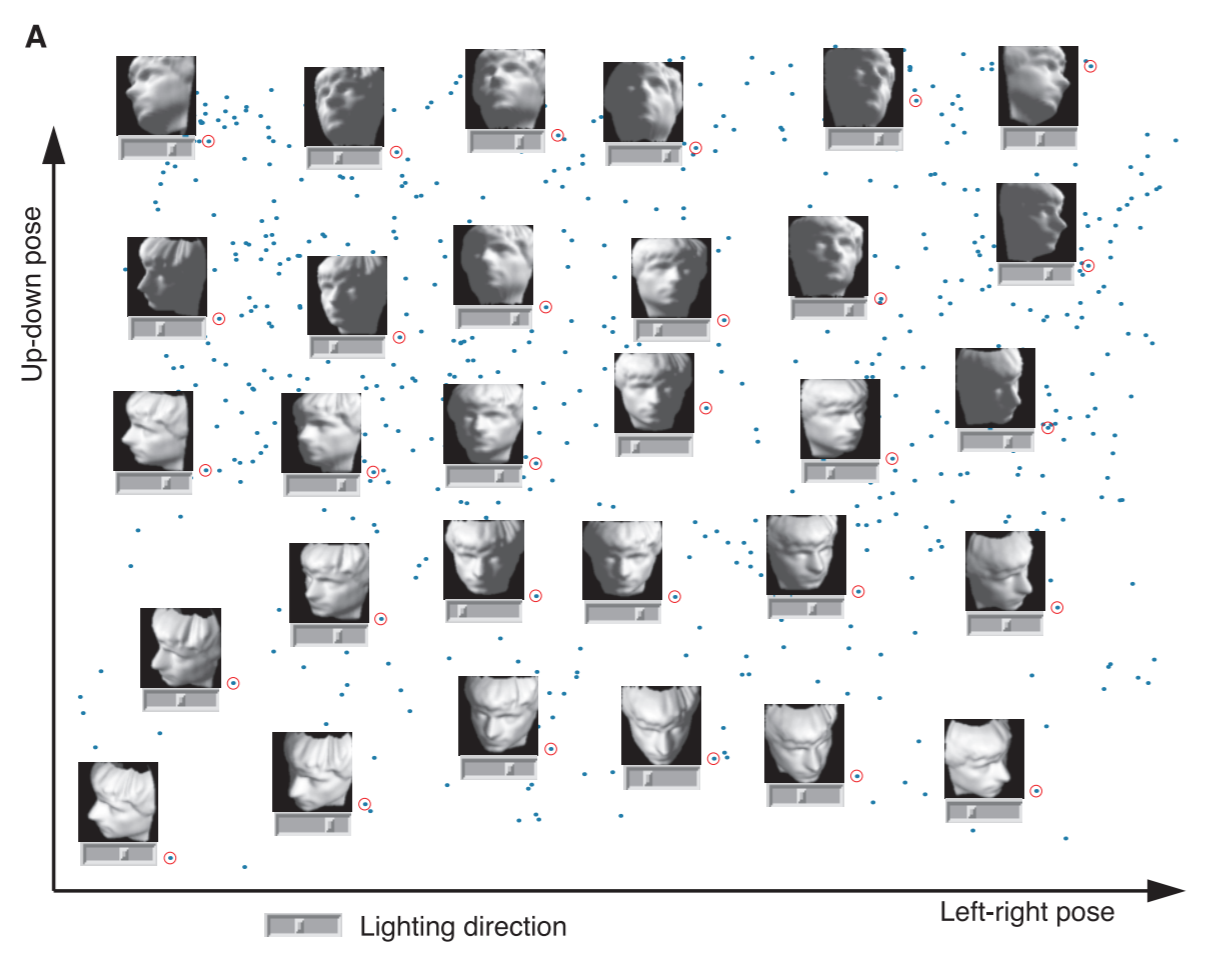 A
Up-down pose
Left-right pose
Lighting direction